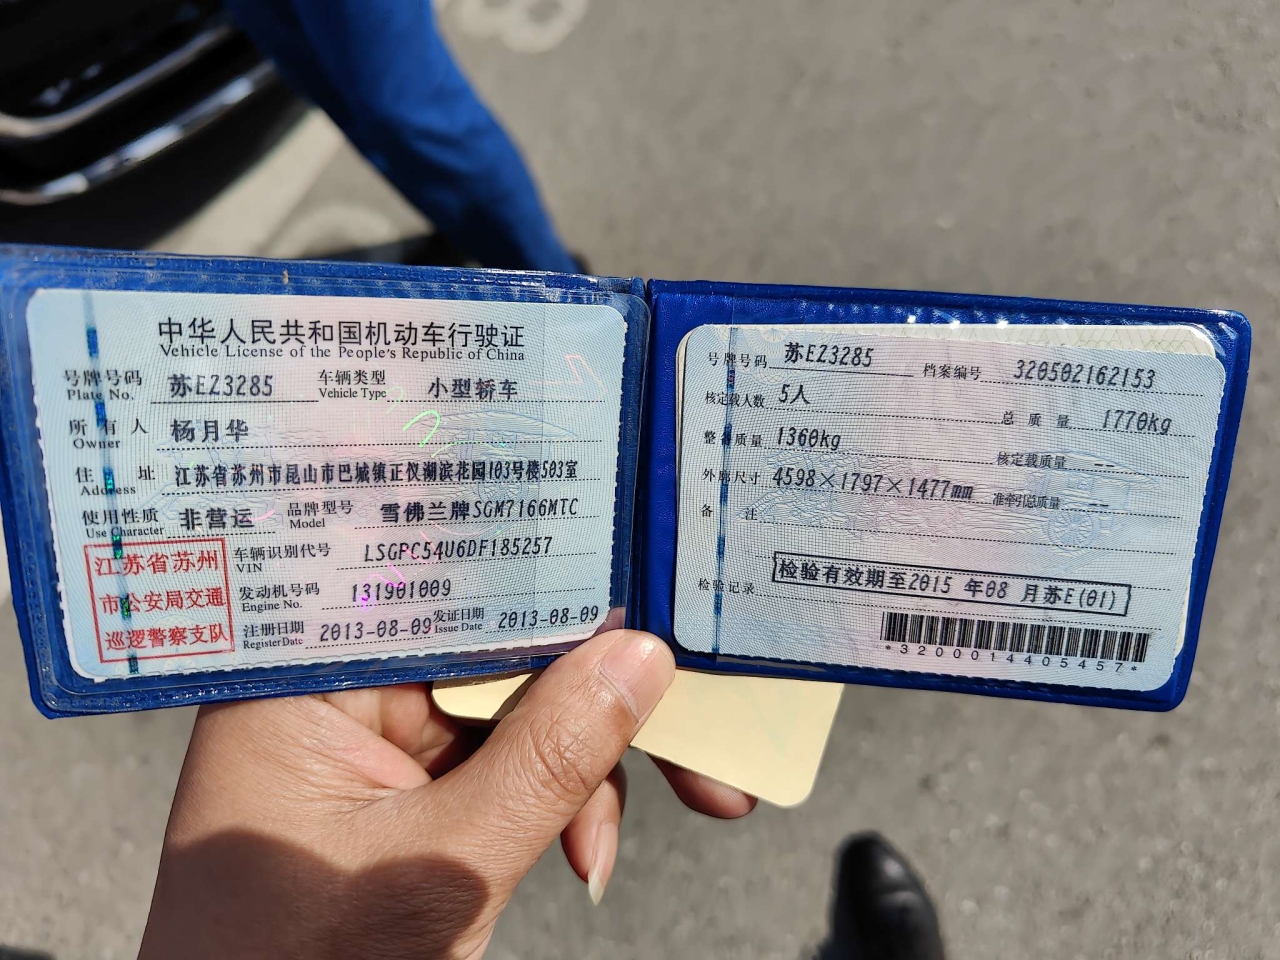 中华人民共和国机动车行驶证
Vehicle License of the People's Republic of China
号牌号码 苏EZ3285 车辆类型 小型轿车
Plate No. Vehicle Type
所有人 杨月华
Owner
住址 江苏省苏州市昆山市巴城镇正仪湖滨花园103号楼503室
Address
使用性质 非营运 品牌型号 雪佛兰牌SGM7166MTC
Use Character Model
江苏省苏州
市公安局交通
巡逻警察支队
车辆识别代号 LSGPC54U6DF185257
VIN
发动机号码 131901009
Engine No.
注册日期 2013-08-09 发证日期 2013-08-09
Register Date Issue Date
号牌号码 苏EZ3285 档案编号 320502162153
核定载人数 5人 总质量 1770kg
整备质量 1360kg 核定载质量 --
外廓尺寸 4598×1797×1477mm 准牵引总质量 --
备注
检验记录 检验有效期至2015 年08 月苏E(01)
*3200014405457*